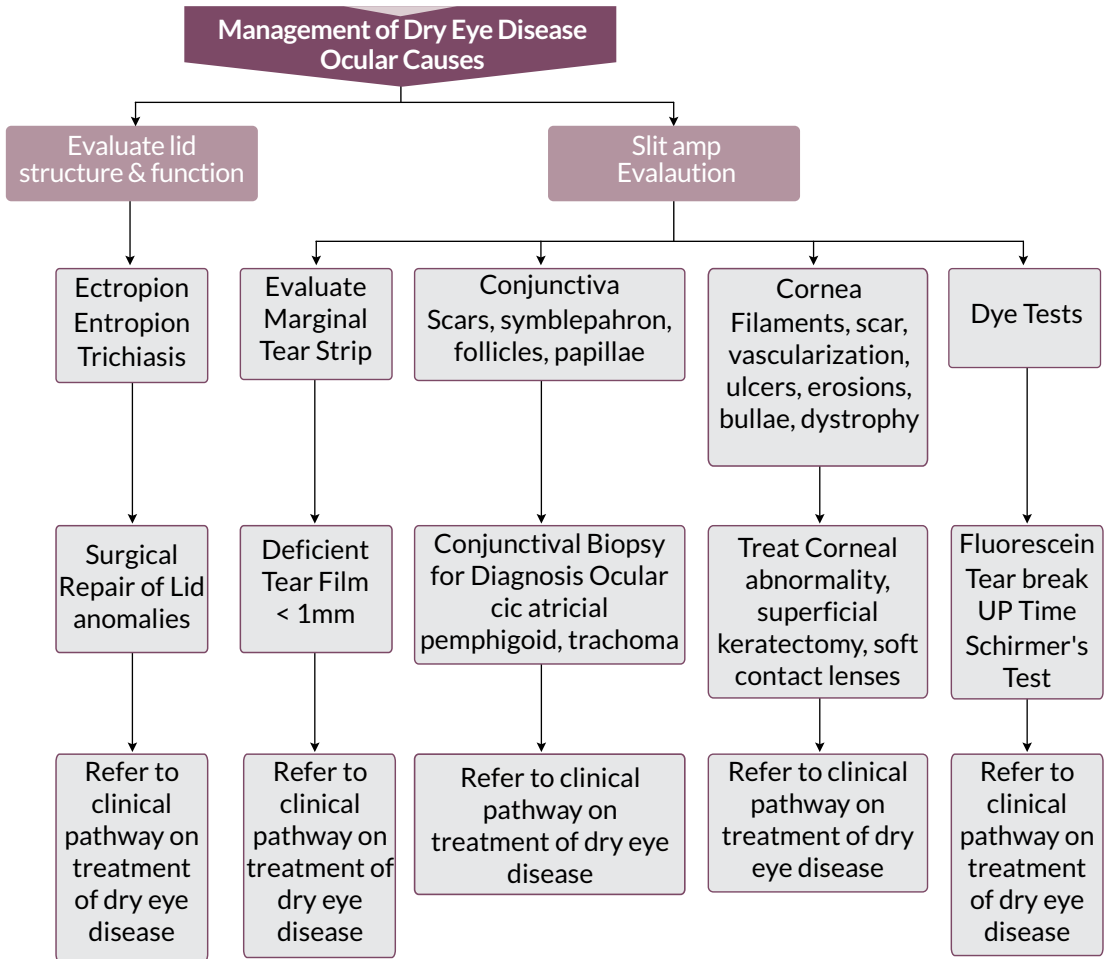 Management of Dry Eye Disease
Ocular Causes
Evaluate lid
structure & function
Slit amp
Evalaution
Ectropion
Entropion
Trichiasis
Evaluate
Marginal
Tear Strip
Conjunctiva
Scars, symblepahron,
follicles, papillae
Cornea
Filaments, scar,
vascularization,
ulcers, erosions,
bullae, dystrophy
Dye Tests
Surgical
Repair of Lid
anomalies
Deficient
Tear Film
< 1mm
Conjunctival Biopsy
for Diagnosis Ocular
cic atricial
pemphigoid, trachoma
Treat Corneal
abnormality,
superficial
keratectomy, soft
contact lenses
Fluorescein
Tear break
UP Time
Schirmer's
Test
Refer to
clinical
pathway on
treatment
of dry eye
disease
Refer to
clinical
pathway on
treatment of
dry eye
disease
Refer to clinical
pathway on
treatment of dry eye
disease
Refer to clinical
pathway on
treatment of dry
eye disease
Refer to
clinical
pathway on
treatment
of dry eye
disease